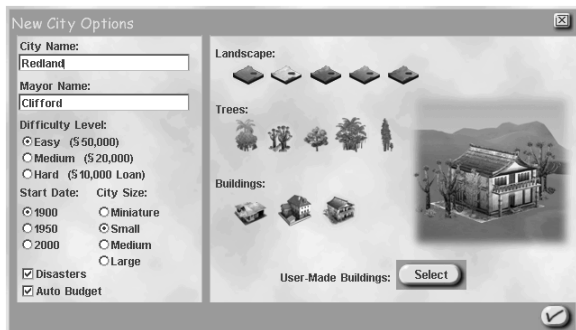 New City Options
City Name:
Redland
Mayor Name:
Clifford
Difficulty Level:
Easy (§50,000)
Medium (§20,000)
Hard (§10,000 Loan)
Start Date: City Size:
1900 Miniature
1950 Small
2000 Medium
Large
Disasters
Auto Budget
Landscape:
Trees:
Buildings:
User-Made Buildings: Select